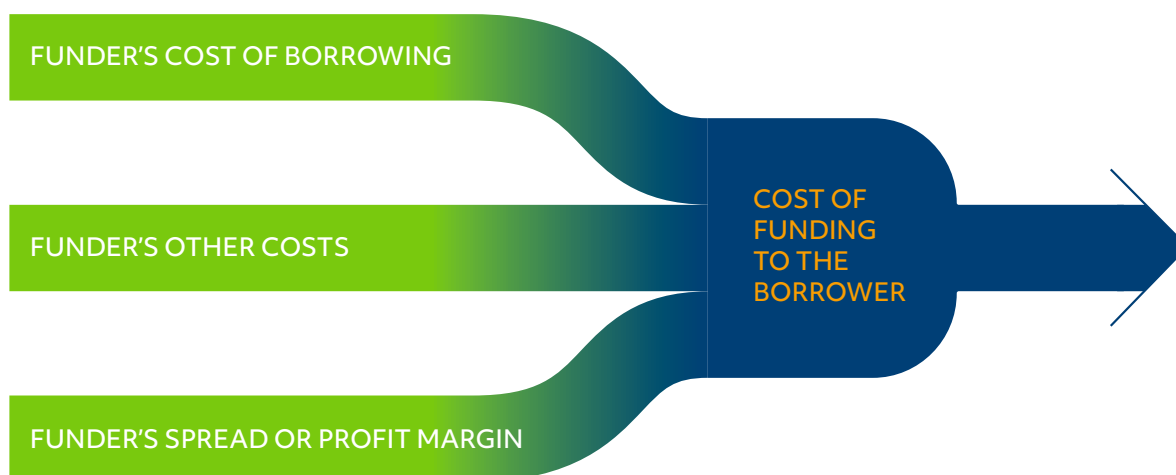 FUNDER’S COST OF BORROWING
FUNDER’S OTHER COSTS
FUNDER’S SPREAD OR PROFIT MARGIN
COST OF
FUNDING
TO THE
BORROWER